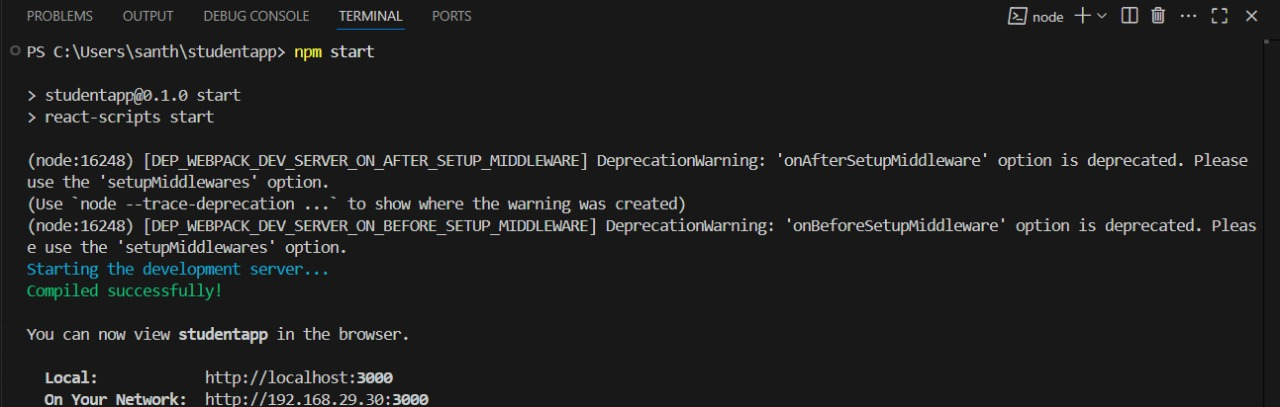 PROBLEMS OUTPUT DEBUG CONSOLE TERMINAL PORTS node
PS C:\Users\santh\studentapp> npm start
> studentapp@0.1.0 start
> react-scripts start
(node:16248) [DEP_WEBPACK_DEV_SERVER_ON_AFTER_SETUP_MIDDLEWARE] DeprecationWarning: 'onAfterSetupMiddleware' option is deprecated. Please
use the 'setupMiddlewares' option.
(Use `node --trace-deprecation ...` to show where the warning was created)
(node:16248) [DEP_WEBPACK_DEV_SERVER_ON_BEFORE_SETUP_MIDDLEWARE] DeprecationWarning: 'onBeforeSetupMiddleware' option is deprecated. Pleas
e use the 'setupMiddlewares' option.
Starting the development server...
Compiled successfully!
You can now view studentapp in the browser.
Local: http://localhost:3000
On Your Network: http://192.168.29.30:3000